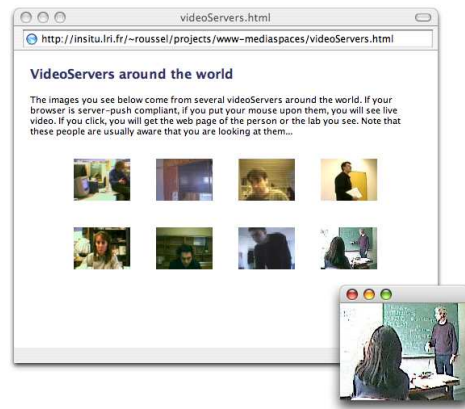 videoServers.html
http://insitu.lri.fr/~roussel/projects/www-mediaspaces/videoServers.html
VideoServers around the world
The images you see below come from several videoServers around the world. If your
browser is server-push compliant, if you put your mouse upon them, you will see live
video. If you click, you will get the web page of the person or the lab you see. Note that
these people are usually aware that you are looking at them...